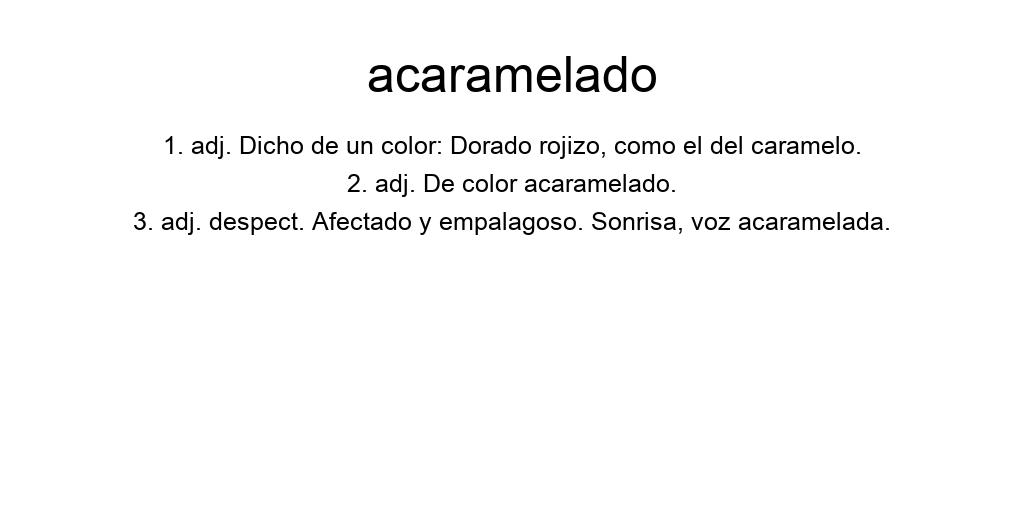 acaramelado
1. adj. Dicho de un color: Dorado rojizo, como el del caramelo.
2. adj. De color acaramelado.
3. adj. despect. Afectado y empalagoso. Sonrisa, voz acaramelada.